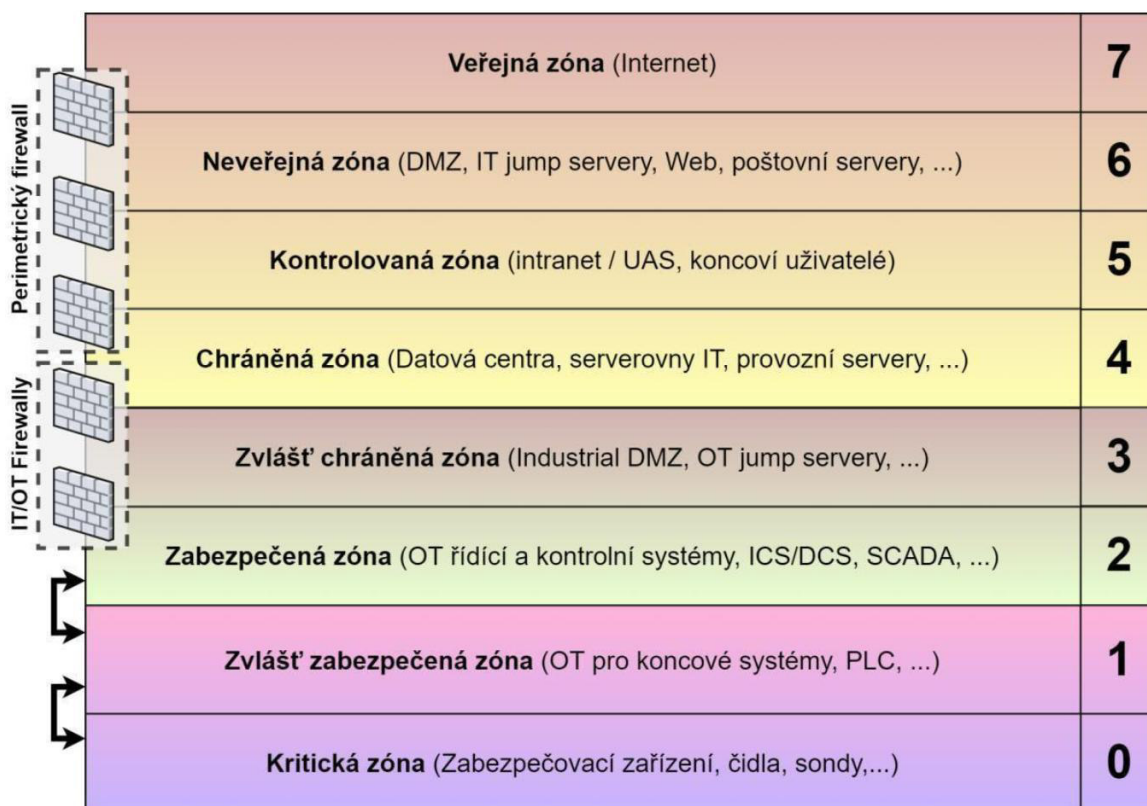 Veřejná zóna (Internet)
7
Neveřejná zóna (DMZ, IT jump servery, Web, poštovní servery, ...)
6
Kontrolovaná zóna (intranet / UAS, koncoví uživatelé)
5
Chráněná zóna (Datová centra, serverovny IT, provozní servery, ...)
4
Zvlášť chráněná zóna (Industrial DMZ, OT jump servery, ...)
3
Zabezpečená zóna (OT řídící a kontrolní systémy, ICS/DCS, SCADA, ...)
2
Zvlášť zabezpečená zóna (OT pro koncové systémy, PLC, ...)
1
Kritická zóna (Zabezpečovací zařízení, čidla, sondy,...)
0
Perimetrický firewall
IT/OT Firewally